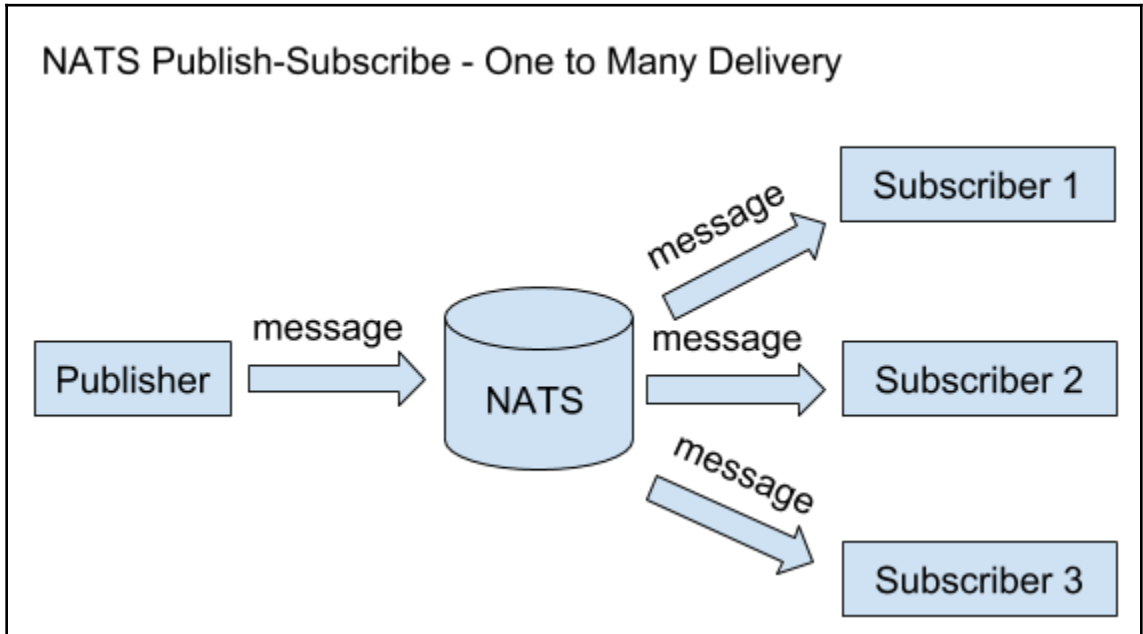 NATS Publish-Subscribe - One to Many Delivery
Subscriber 1
message
message
message
Publisher
NATS
Subscriber 2
message
Subscriber 3